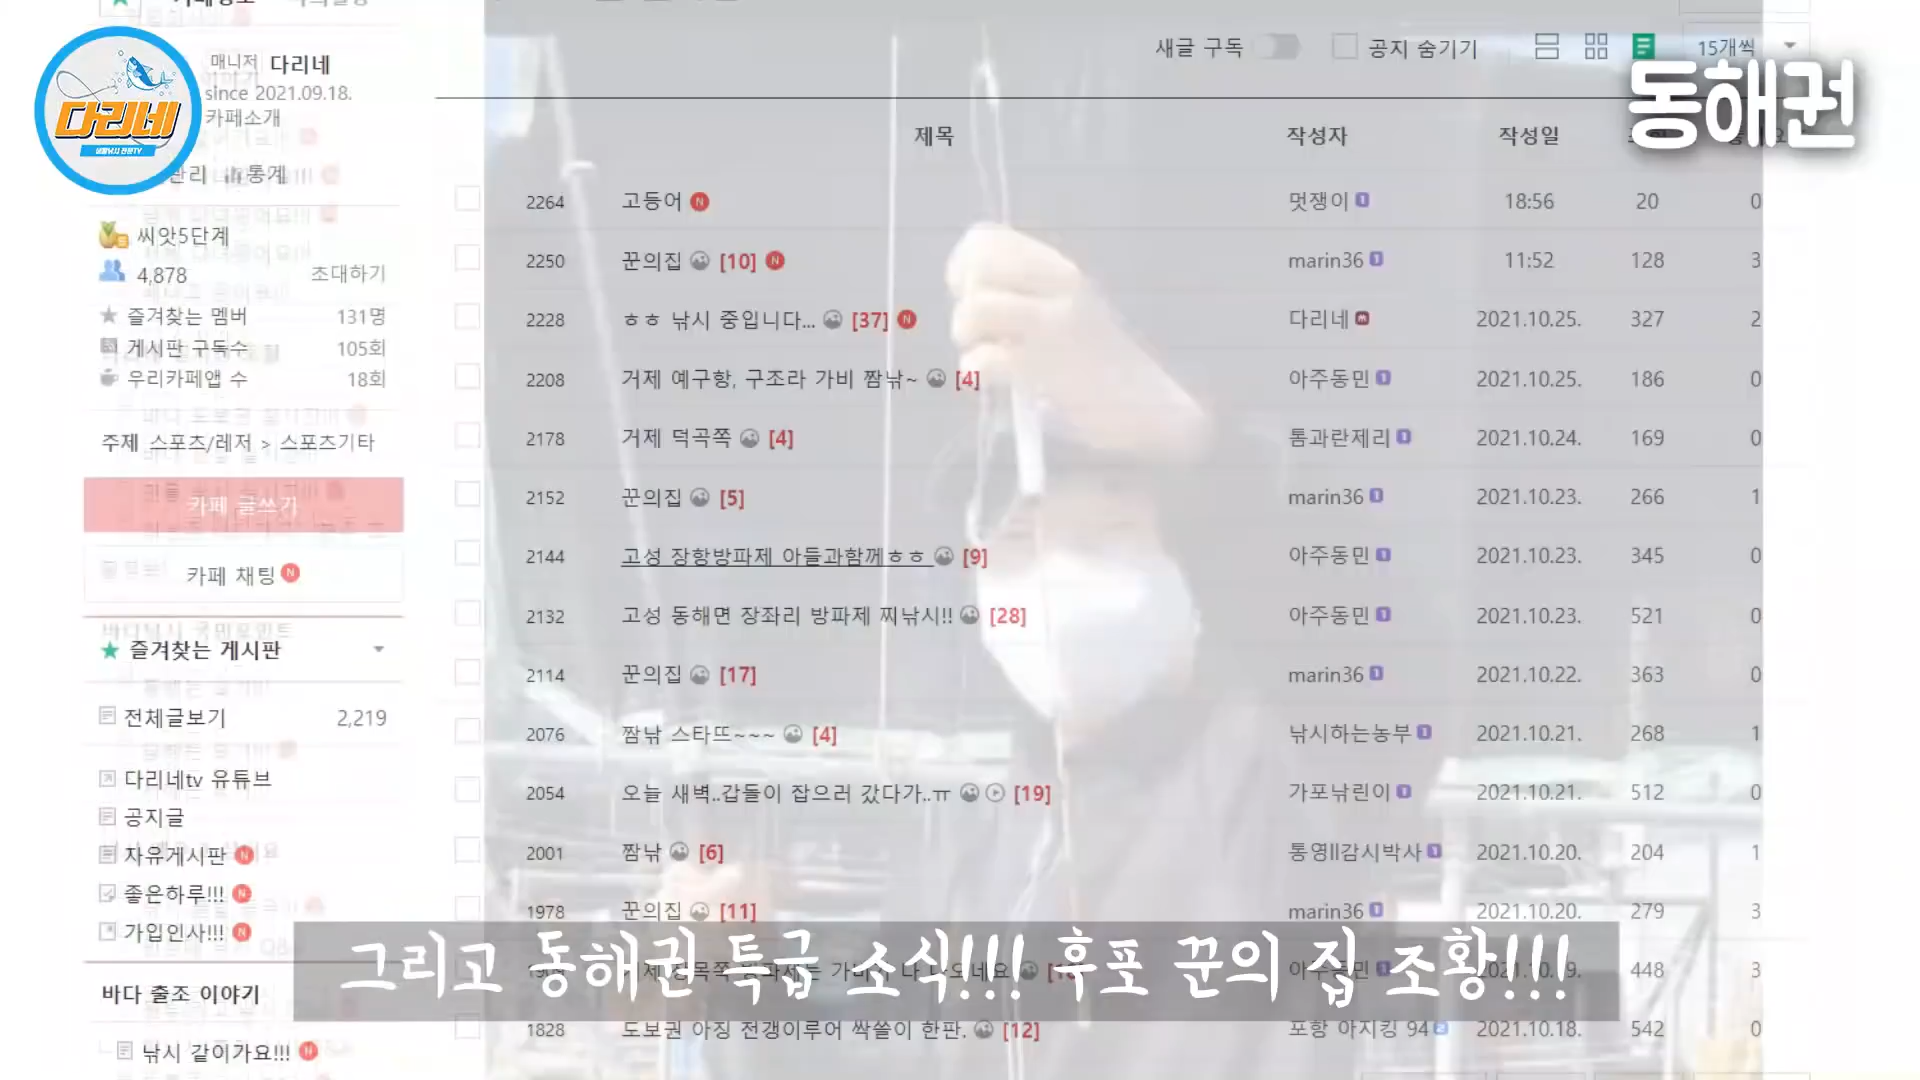 다리네
매니저 다리네
since 2021.09.18.
카페소개
관리 통계
씨앗5단계
4,878 초대하기
즐겨찾는 멤버 131명
게시판 구독수 105회
우리카페앱 수 18회
주제 스포츠/레저 > 스포츠기타
카페 글쓰기
카페 채팅 N
즐겨찾는 게시판
전체글보기 2,219
다리네tv 유튜브
공지글
자유게시판 N
좋은하루!!! N
가입인사!!! N
바다 출조 이야기
낚시 같이가요!!! N
새글 구독 공지 숨기기 15개씩
동해권
제목 작성자 작성일
2264 고등어 N 멋쟁이 1 18:56 20 0
2250 꾼의집 [10] N marin36 1 11:52 128 3
2228 ㅎㅎ 낚시 중입니다... [37] N 다리네 2021.10.25. 327 2
2208 거제 예구항, 구조라 가비 짬낚~ [4] 아주동민 1 2021.10.25. 186 0
2178 거제 덕곡쪽 [4] 톰과란제리 1 2021.10.24. 169 0
2152 꾼의집 [5] marin36 1 2021.10.23. 266 1
2144 고성 장항방파제 아들과함께ㅎㅎ [9] 아주동민 1 2021.10.23. 345 0
2132 고성 동해면 장좌리 방파제 찌낚시!! [28] 아주동민 1 2021.10.23. 521 0
2114 꾼의집 [17] marin36 1 2021.10.22. 363 0
2076 짬낚 스타뜨~~~ [4] 낚시하는농부 1 2021.10.21. 268 1
2054 오늘 새벽..갑돌이 잡으러 갔다가..ㅠ [19] 가포낚린이 1 2021.10.21. 512 0
2001 짬낚 [6] 통영ll감시박사 1 2021.10.20. 204 1
1978 꾼의집 [11] marin36 1 2021.10.20. 279 3
448 3
그리고 동해권 특급 소식!!! 후포 꾼의 집 조황!!!
1828 도보권 아징 전갱이루어 싹쓸이 한판. [12] 포항 아지킹 94 2 2021.10.18. 542 0